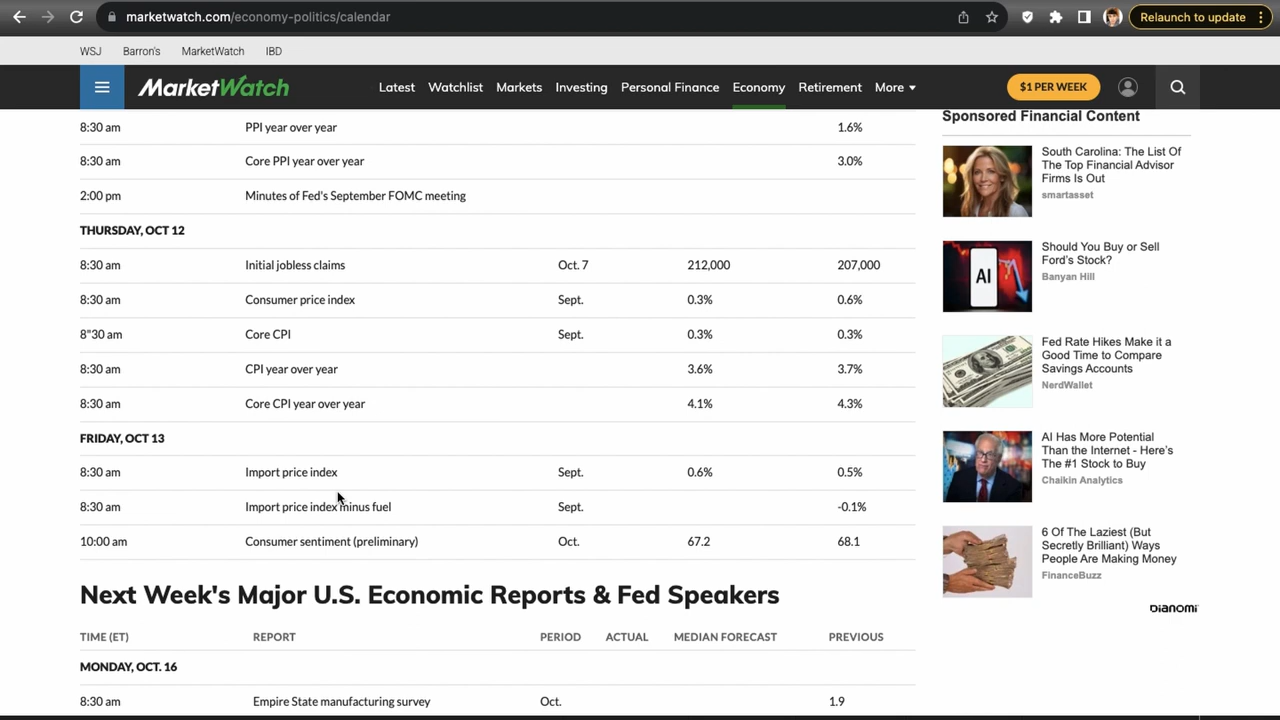 marketwatch.com/economy-politics/calendar
Relaunch to update
WSJ Barron's MarketWatch IBD
MarketWatch Latest Watchlist Markets Investing Personal Finance Economy Retirement More $1 PER WEEK
8:30 am PPI year over year 1.6%
8:30 am Core PPI year over year 3.0%
2:00 pm Minutes of Fed's September FOMC meeting
THURSDAY, OCT 12
8:30 am Initial jobless claims Oct. 7 212,000 207,000
8:30 am Consumer price index Sept. 0.3% 0.6%
8"30 am Core CPI Sept. 0.3% 0.3%
8:30 am CPI year over year 3.6% 3.7%
8:30 am Core CPI year over year 4.1% 4.3%
FRIDAY, OCT 13
8:30 am Import price index Sept. 0.6% 0.5%
8:30 am Import price index minus fuel Sept. -0.1%
10:00 am Consumer sentiment (preliminary) Oct. 67.2 68.1
Next Week's Major U.S. Economic Reports & Fed Speakers
TIME (ET) REPORT PERIOD ACTUAL MEDIAN FORECAST PREVIOUS
MONDAY, OCT. 16
8:30 am Empire State manufacturing survey Oct. 1.9
Sponsored Financial Content
South Carolina: The List Of
The Top Financial Advisor
Firms Is Out
smartasset
AI
Should You Buy or Sell
Ford's Stock?
Banyan Hill
Fed Rate Hikes Make it a
Good Time to Compare
Savings Accounts
NerdWallet
AI Has More Potential
Than the Internet - Here's
The #1 Stock to Buy
Chaikin Analytics
6 Of The Laziest (But
Secretly Brilliant) Ways
People Are Making Money
FinanceBuzz
Dianomi